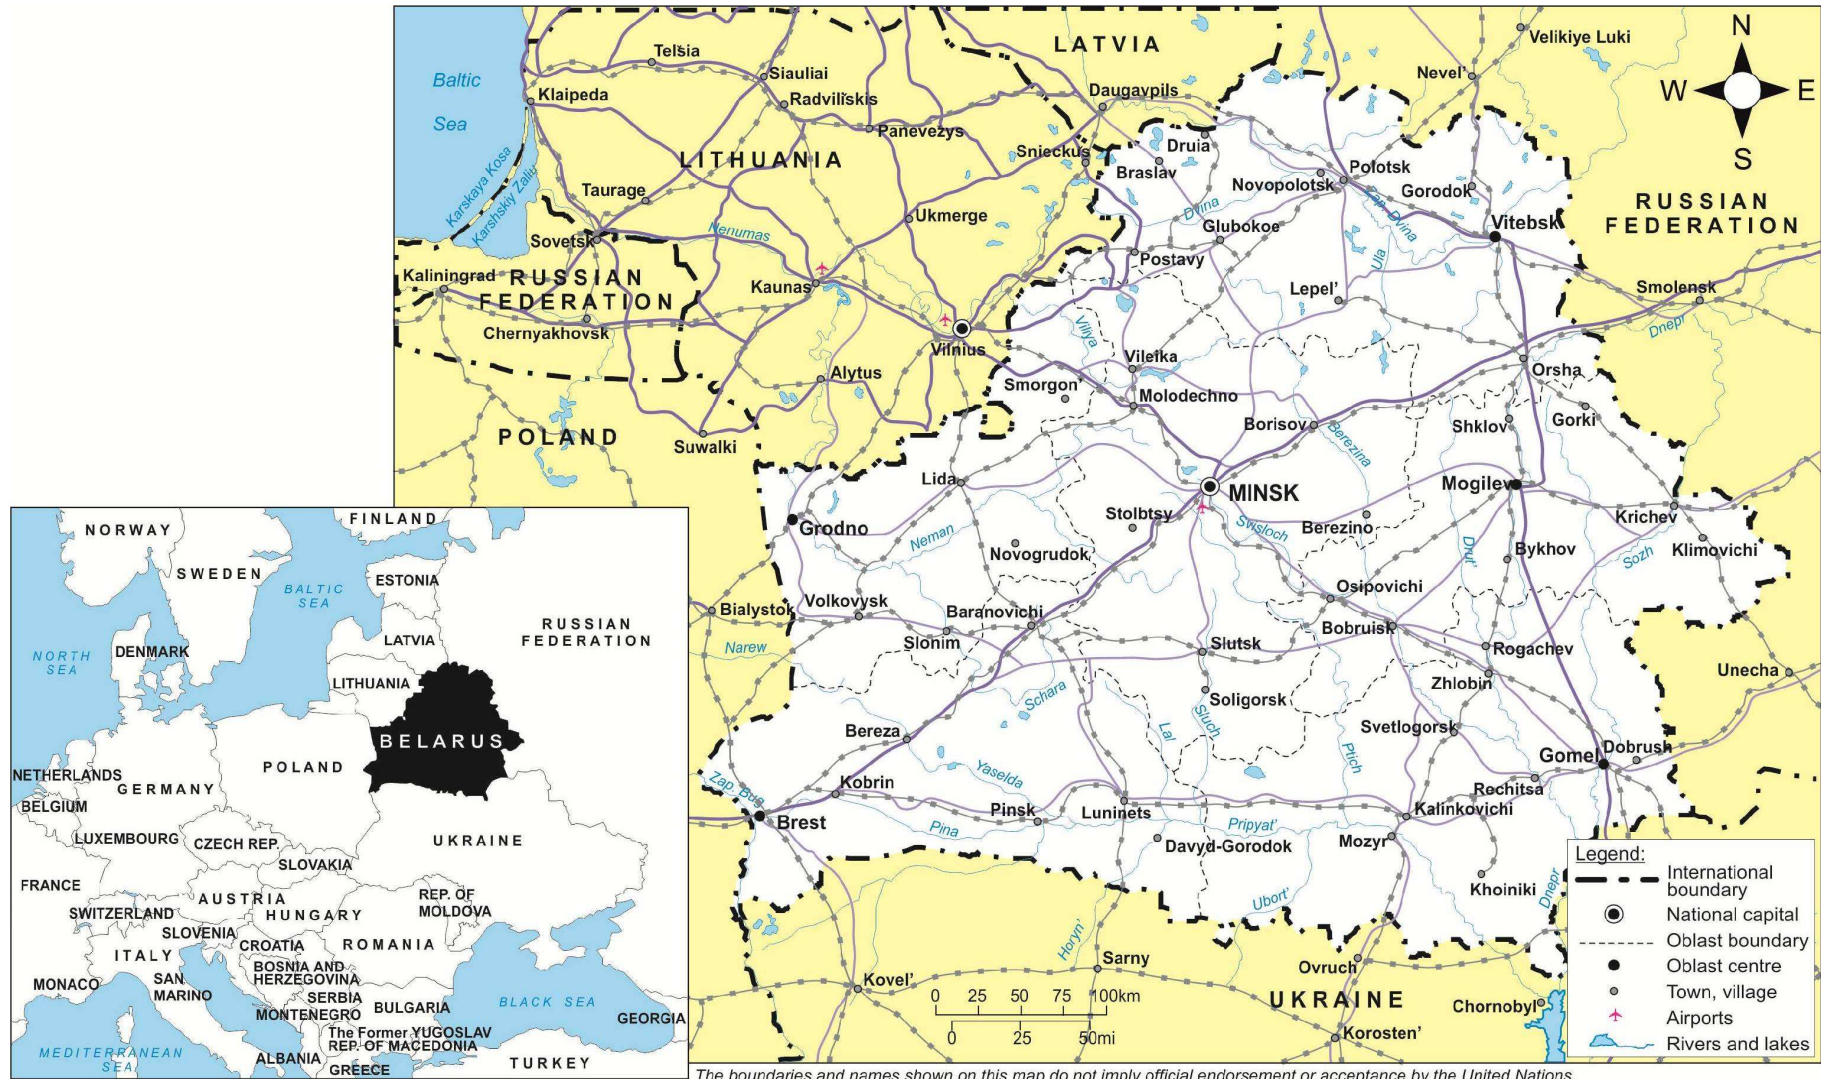 Baltic
Sea
Karskaya Kosa
Karshskiy Zaliv
LATVIA
LITHUANIA
RUSSIAN
FEDERATION
POLAND
RUSSIAN
FEDERATION
UKRAINE
N
W
E
S
Telšia
Siauliai
Klaipeda
Radviliškis
Panevezys
Daugavpils
Snieckus
Taurage
Ukmerge
Nenumas
Sovetsk
Kaliningrad
Chernyakhovsk
Kaunas
Vilnius
Alytus
Suwalki
Velikiye Luki
Nevel'
Druia
Braslav
Polotsk
Novopolotsk
Gorodok
Vitebsk
Zap. Dvina
Dvina
Glubokoe
Postavy
Ula
Lepel'
Smolensk
Dnepr
Viliya
Vileika
Smorgon'
Molodechno
Orsha
Borisov
Berezina
Shklov
Gorki
Lida
MINSK
Mogilev
Grodno
Neman
Stolbtsy
Svisloch
Berezino
Krichev
Novogrudok
Drut'
Bykhov
Sozh
Klimovichi
Osipovichi
Bialystok
Volkovysk
Baranovichi
Bobruisk
Narew
Slonim
Slutsk
Rogachev
Unecha
Zhlobin
Schara
Soligorsk
Lal
Sluch
Svetlogorsk
Bereza
Ptich
Gomel
Dobrush
Yaselda
Zap. Bug
Kobrin
Rechitsa
Pinsk
Luninets
Kalinkovichi
Brest
Pina
Pripyat'
Davyd-Gorodok
Mozyr
Khoiniki
Dnepr
Ubort'
Horyn'
Sarny
Ovruch
Kovel'
Chornobyl
Korosten'
0 25 50 75 100km
0 25 50mi
Legend:
International
boundary
National capital
Oblast boundary
Oblast centre
Town, village
Airports
Rivers and lakes
NORWAY
FINLAND
SWEDEN
ESTONIA
BALTIC
SEA
RUSSIAN
FEDERATION
LATVIA
NORTH
SEA
DENMARK
LITHUANIA
BELARUS
NETHERLANDS
POLAND
GERMANY
BELGIUM
LUXEMBOURG
CZECH REP.
UKRAINE
SLOVAKIA
FRANCE
AUSTRIA
REP. OF
MOLDOVA
SWITZERLAND
HUNGARY
SLOVENIA
CROATIA
ROMANIA
ITALY
BOSNIA AND
HERZEGOVINA
MONACO
SAN
MARINO
SERBIA
MONTENEGRO
BULGARIA
BLACK SEA
GEORGIA
The Former YUGOSLAV
REP. OF MACEDONIA
MEDITERRANEAN
SEA
ALBANIA
GREECE
TURKEY
The boundaries and names shown on this map do not imply official endorsement or acceptance by the United Nations.